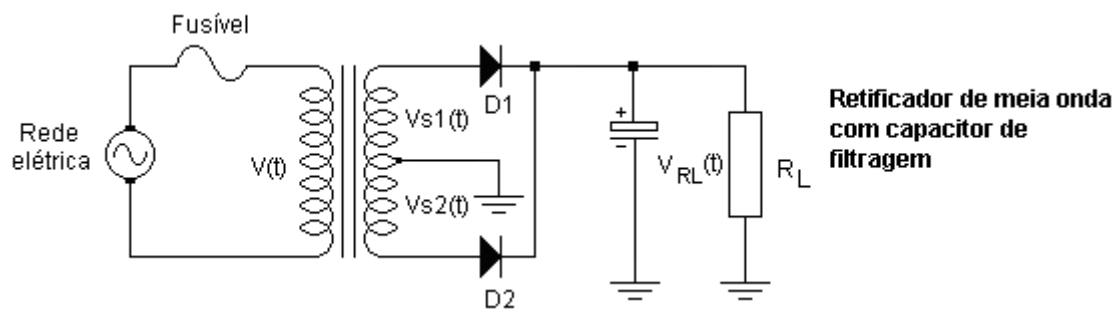 Fusível
D1
Rede
elétrica
V(t)
Vs1(t)
Vs2(t)
D2
+
-
V RL (t)
R L
Retificador de meia onda
com capacitor de
filtragem